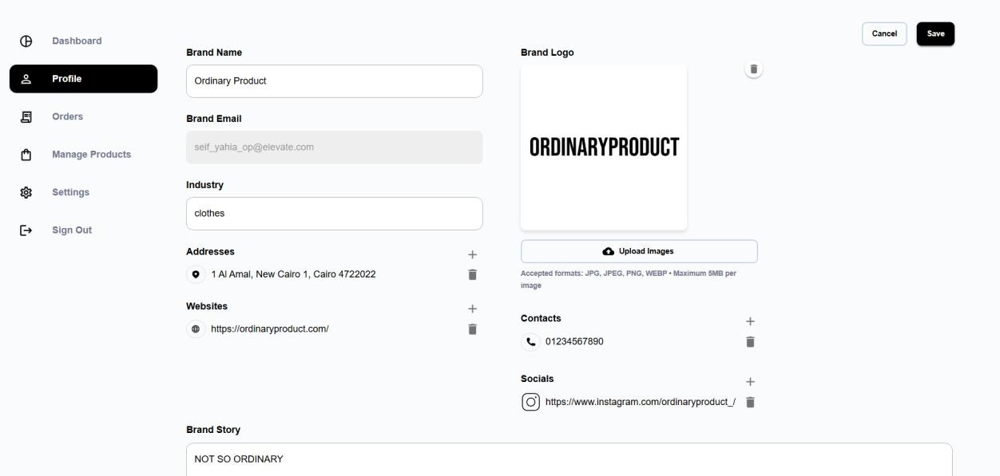 Dashboard
Profile
Orders
Manage Products
Settings
Sign Out
Cancel
Save
Brand Name
Ordinary Product
Brand Email
seif_yahia_op@elevate.com
Industry
clothes
Addresses
1 Al Amal, New Cairo 1, Cairo 4722022
Websites
https://ordinaryproduct.com/
Brand Logo
ORDINARYPRODUCT
Upload Images
Accepted formats: JPG, JPEG, PNG, WEBP • Maximum 5MB per
image
Contacts
01234567890
Socials
https://www.instagram.com/ordinaryproduct_/
Brand Story
NOT SO ORDINARY